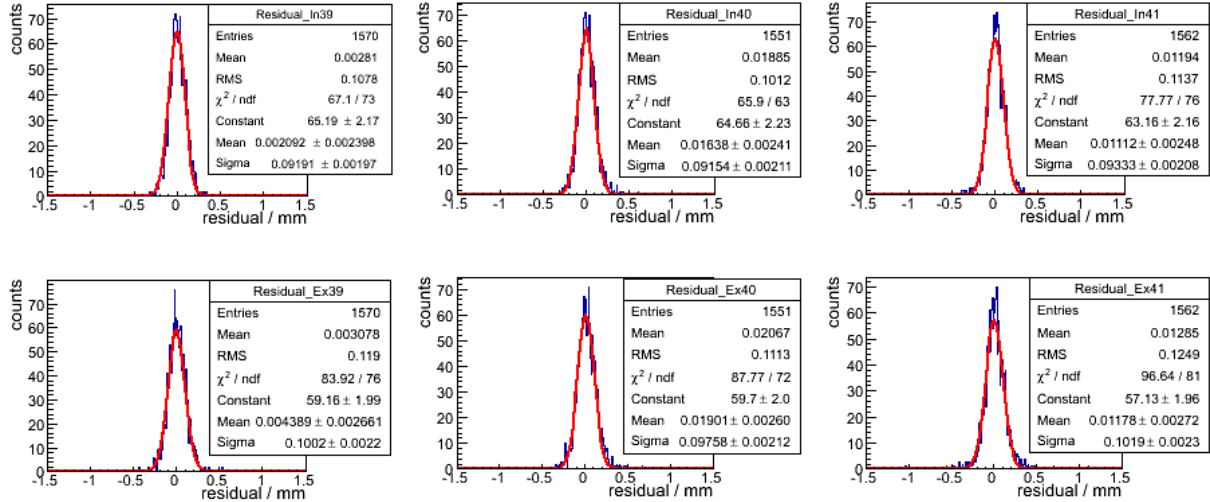 counts
70
60
50
40
30
20
10
0
-1.5 -1 -0.5 0 0.5 1 1.5
residual / mm
Residual_In39
Entries 1570
Mean 0.00281
RMS 0.1078
χ² / ndf 67.1 / 73
Constant 65.19 ± 2.17
Mean 0.002092 ± 0.002398
Sigma 0.09191 ± 0.00197
counts
70
60
50
40
30
20
10
0
-1.5 -1 -0.5 0 0.5 1 1.5
residual / mm
Residual_In40
Entries 1551
Mean 0.01885
RMS 0.1012
χ² / ndf 65.9 / 63
Constant 64.66 ± 2.23
Mean 0.01638 ± 0.00241
Sigma 0.09154 ± 0.00211
counts
70
60
50
40
30
20
10
0
-1.5 -1 -0.5 0 0.5 1 1.5
residual / mm
Residual_In41
Entries 1562
Mean 0.01194
RMS 0.1137
χ² / ndf 77.77 / 76
Constant 63.16 ± 2.16
Mean 0.01112 ± 0.00248
Sigma 0.09333 ± 0.00208
counts
70
60
50
40
30
20
10
0
-1.5 -1 -0.5 0 0.5 1 1.5
residual / mm
Residual_Ex39
Entries 1570
Mean 0.003078
RMS 0.119
χ² / ndf 83.92 / 76
Constant 59.16 ± 1.99
Mean 0.004389 ± 0.002661
Sigma 0.1002 ± 0.0022
counts
70
60
50
40
30
20
10
0
-1.5 -1 -0.5 0 0.5 1 1.5
residual / mm
Residual_Ex40
Entries 1551
Mean 0.02067
RMS 0.1113
χ² / ndf 87.77 / 72
Constant 59.7 ± 2.0
Mean 0.01901 ± 0.00260
Sigma 0.09758 ± 0.00212
counts
70
60
50
40
30
20
10
0
-1.5 -1 -0.5 0 0.5 1 1.5
residual / mm
Residual_Ex41
Entries 1562
Mean 0.01285
RMS 0.1249
χ² / ndf 96.64 / 81
Constant 57.13 ± 1.96
Mean 0.01178 ± 0.00272
Sigma 0.1019 ± 0.0023